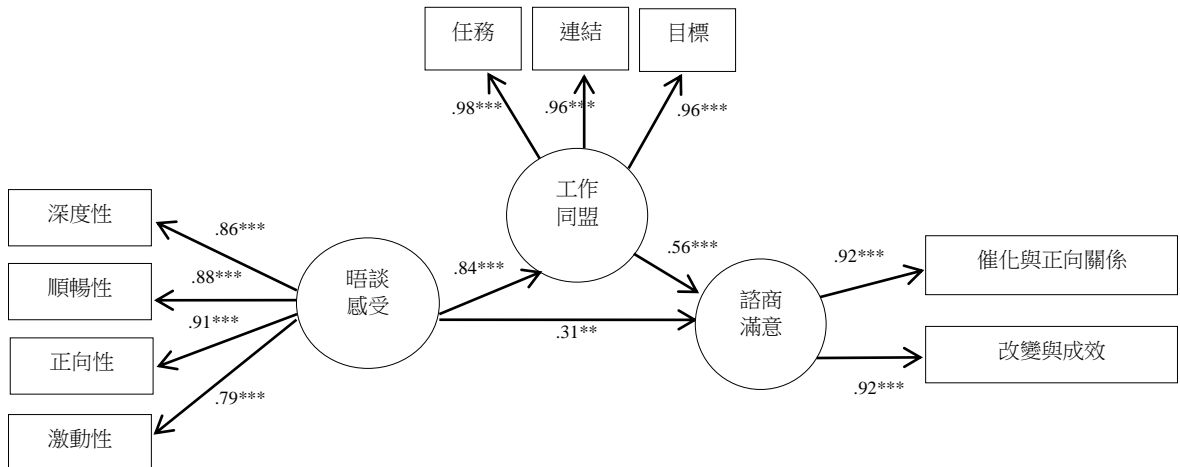 任務
連結
目標
.98***
.96***
.96***
工作
同盟
深度性
.86***
順暢性
.88***
正向性
.91***
激動性
.79***
晤談
感受
.84***
.56***
.31**
諮商
滿意
.92***
催化與正向關係
.92***
改變與成效